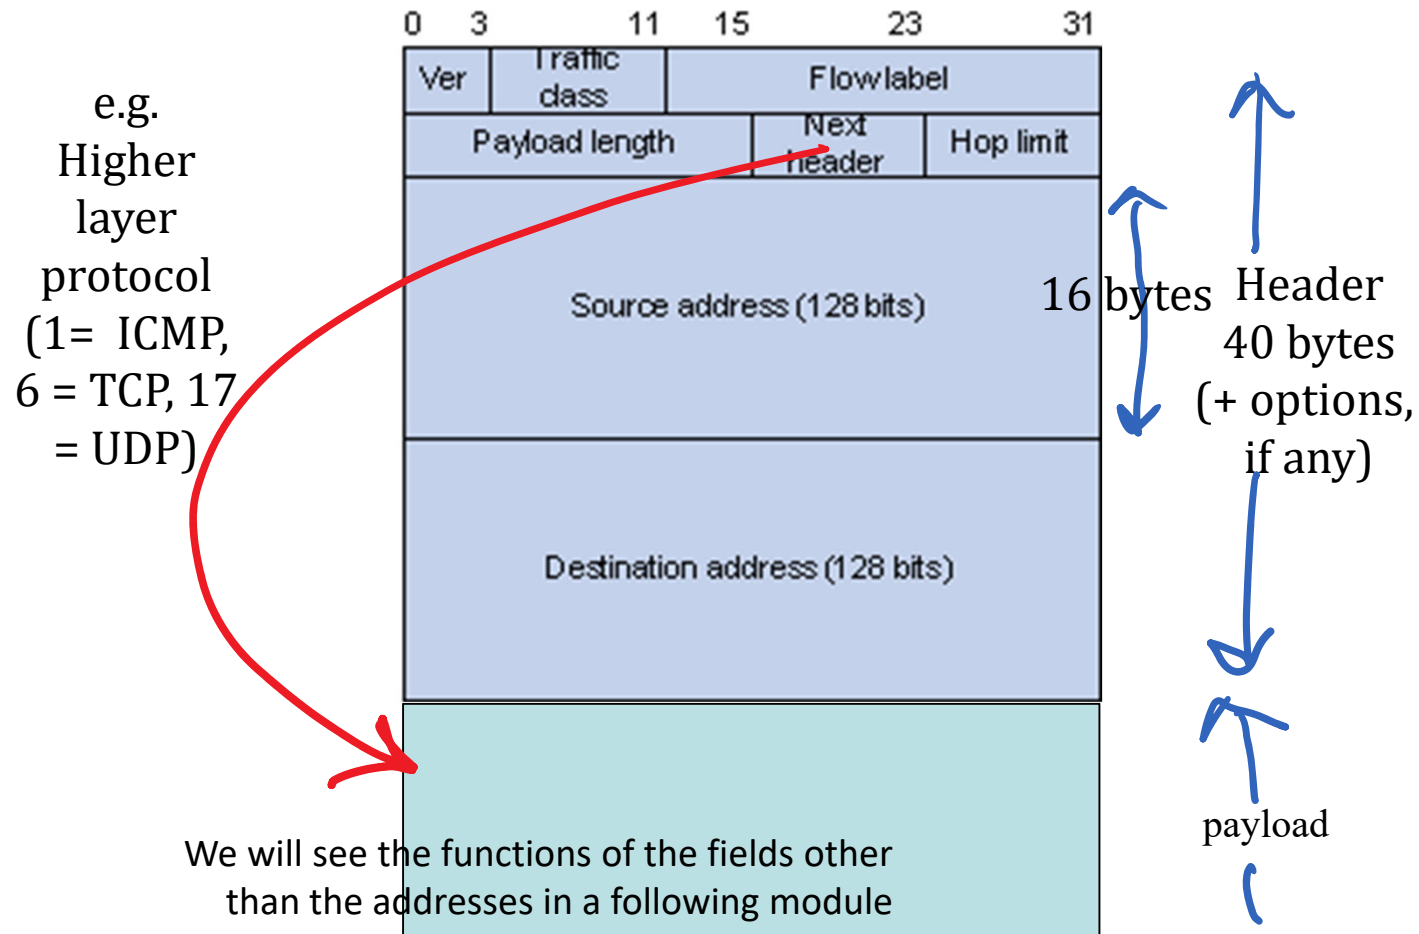 0 3 11 15 23 31
Ver
Traffic
class
Flow label
Payload length
Next
header
Hop limit
Source address (128 bits)
Destination address (128 bits)
e.g.
Higher
layer
protocol
(1= ICMP,
6 = TCP, 17
= UDP)
16 bytes
Header
40 bytes
(+ options,
if any)
payload
We will see the functions of the fields other
than the addresses in a following module